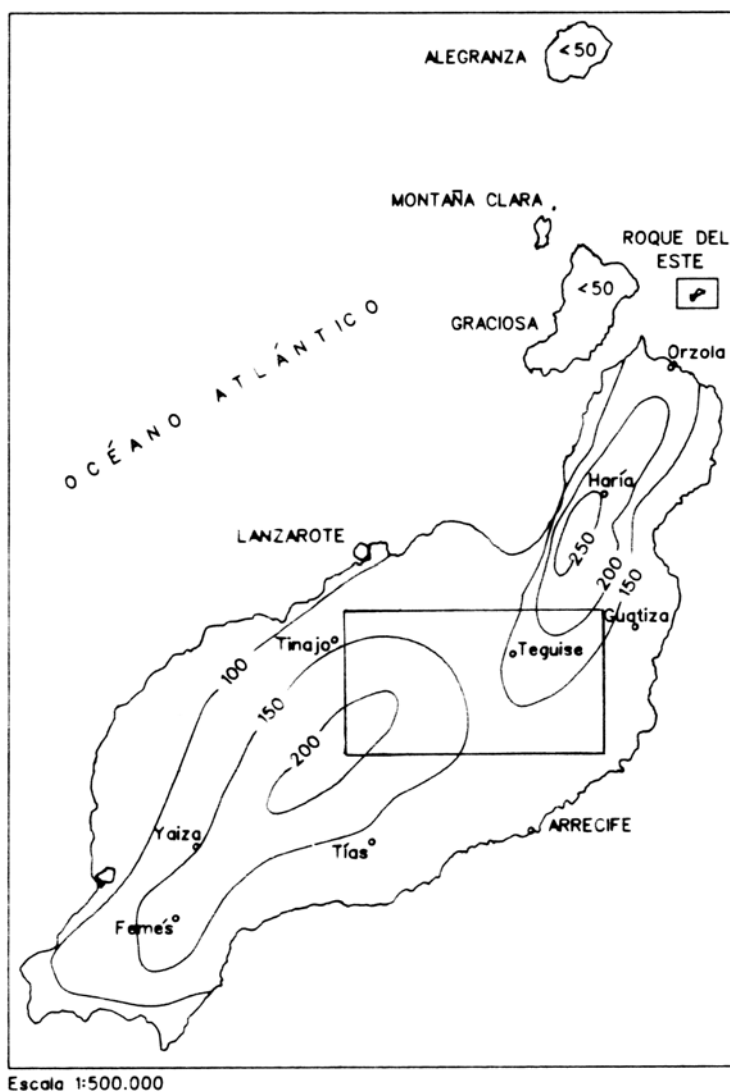 ALEGRANZA
<50
MONTAÑA CLARA
ROQUE DEL
ESTE
<50
GRACIOSA
Orzola
OCÉANO ATLÁNTICO
Haría
LANZAROTE
250
200
150
Guatiza
Tinajo
Teguise
100
150
200
Yaiza
Tías
ARRECIFE
Femés
Escala 1:500.000